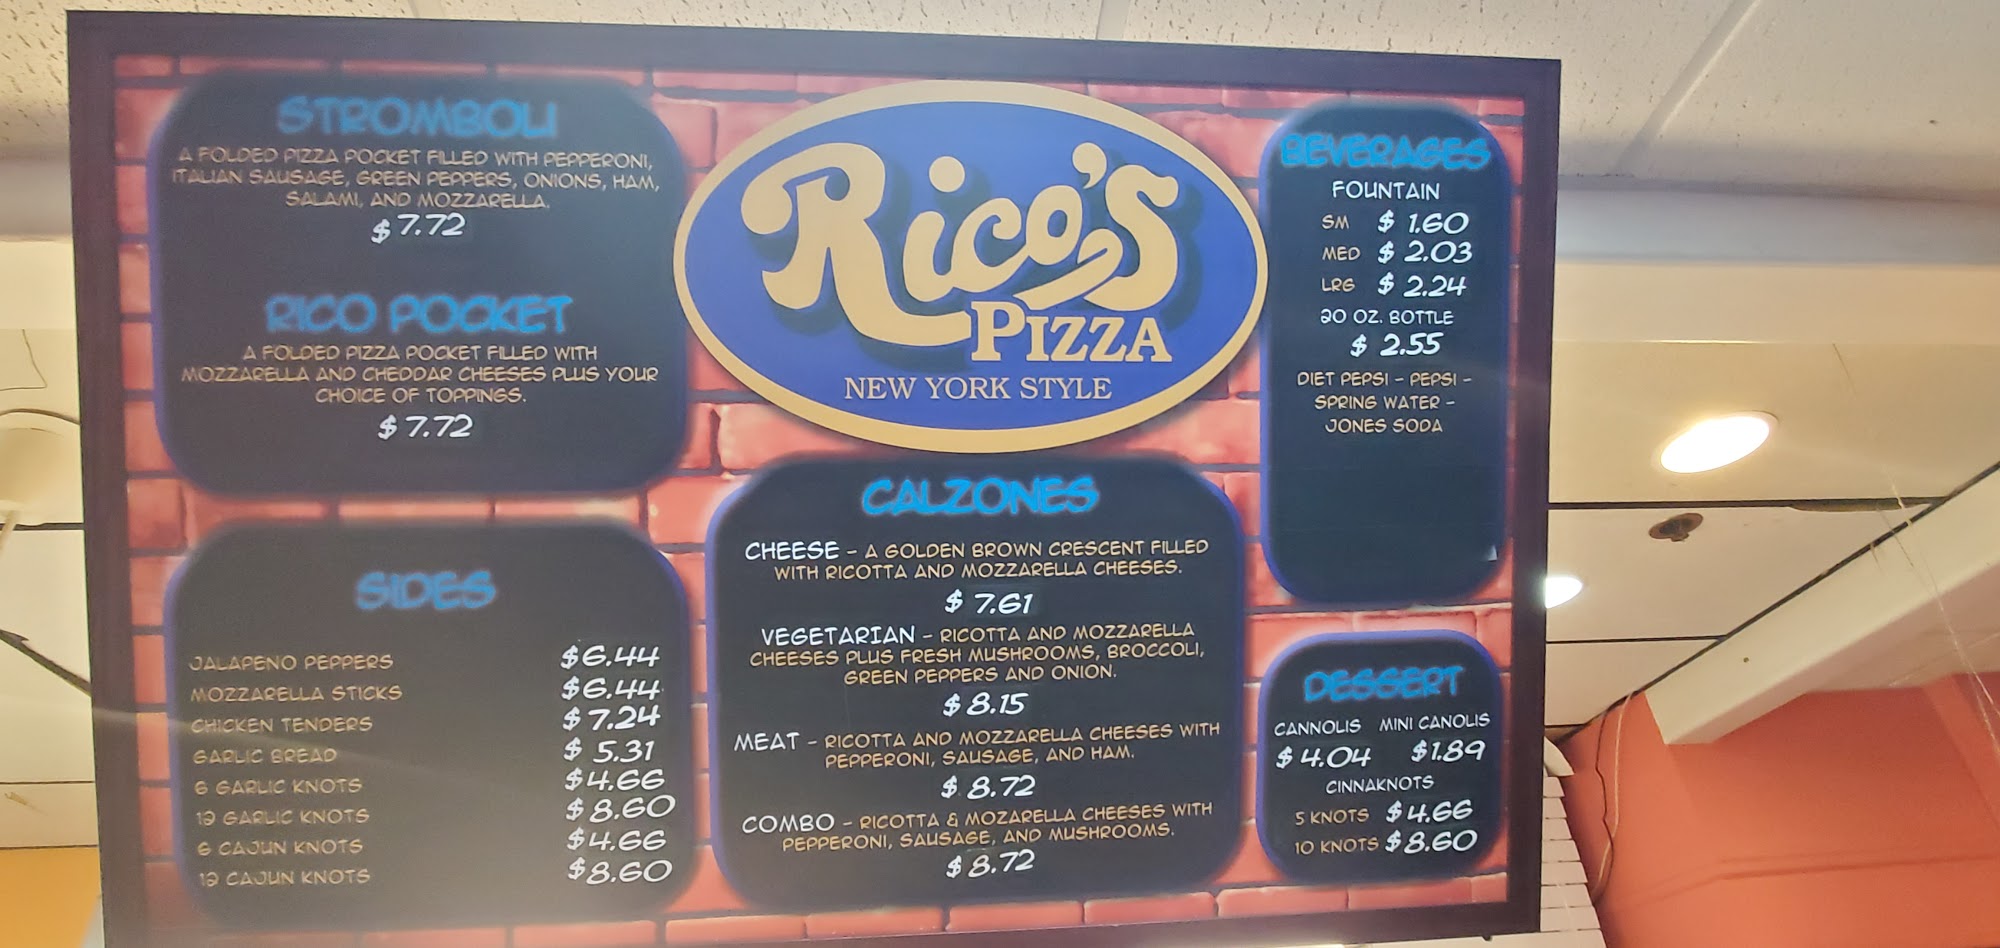 STROMBOLI
A FOLDED PIZZA POCKET FILLED WITH PEPPERONI,
ITALIAN SAUSAGE, GREEN PEPPERS, ONIONS, HAM,
SALAMI, AND MOZZARELLA.
$7.72
RICO POCKET
A FOLDED PIZZA POCKET FILLED WITH
MOZZARELLA AND CHEDDAR CHEESES PLUS YOUR
CHOICE OF TOPPINGS.
$7.72
SIDES
JALAPENO PEPPERS $6.44
MOZZARELLA STICKS $6.44
CHICKEN TENDERS $7.24
GARLIC BREAD $5.31
6 GARLIC KNOTS $4.66
12 GARLIC KNOTS $8.60
6 CAJUN KNOTS $4.66
12 CAJUN KNOTS $8.60
Rico's
PIZZA
NEW YORK STYLE
CALZONES
CHEESE - A GOLDEN BROWN CRESCENT FILLED
WITH RICOTTA AND MOZZARELLA CHEESES.
$7.61
VEGETARIAN - RICOTTA AND MOZZARELLA
CHEESES PLUS FRESH MUSHROOMS, BROCCOLI,
GREEN PEPPERS AND ONION.
$8.15
MEAT - RICOTTA AND MOZZARELLA CHEESES WITH
PEPPERONI, SAUSAGE, AND HAM.
$8.72
COMBO - RICOTTA & MOZARELLA CHEESES WITH
PEPPERONI, SAUSAGE, AND MUSHROOMS.
$8.72
BEVERAGES
FOUNTAIN
SM $1.60
MED $2.03
LRG $2.24
20 OZ. BOTTLE
$2.55
DIET PEPSI - PEPSI -
SPRING WATER -
JONES SODA
DESSERT
CANNOLIS MINI CANOLIS
$4.04 $1.89
CINNAKNOTS
5 KNOTS $4.66
10 KNOTS $8.60